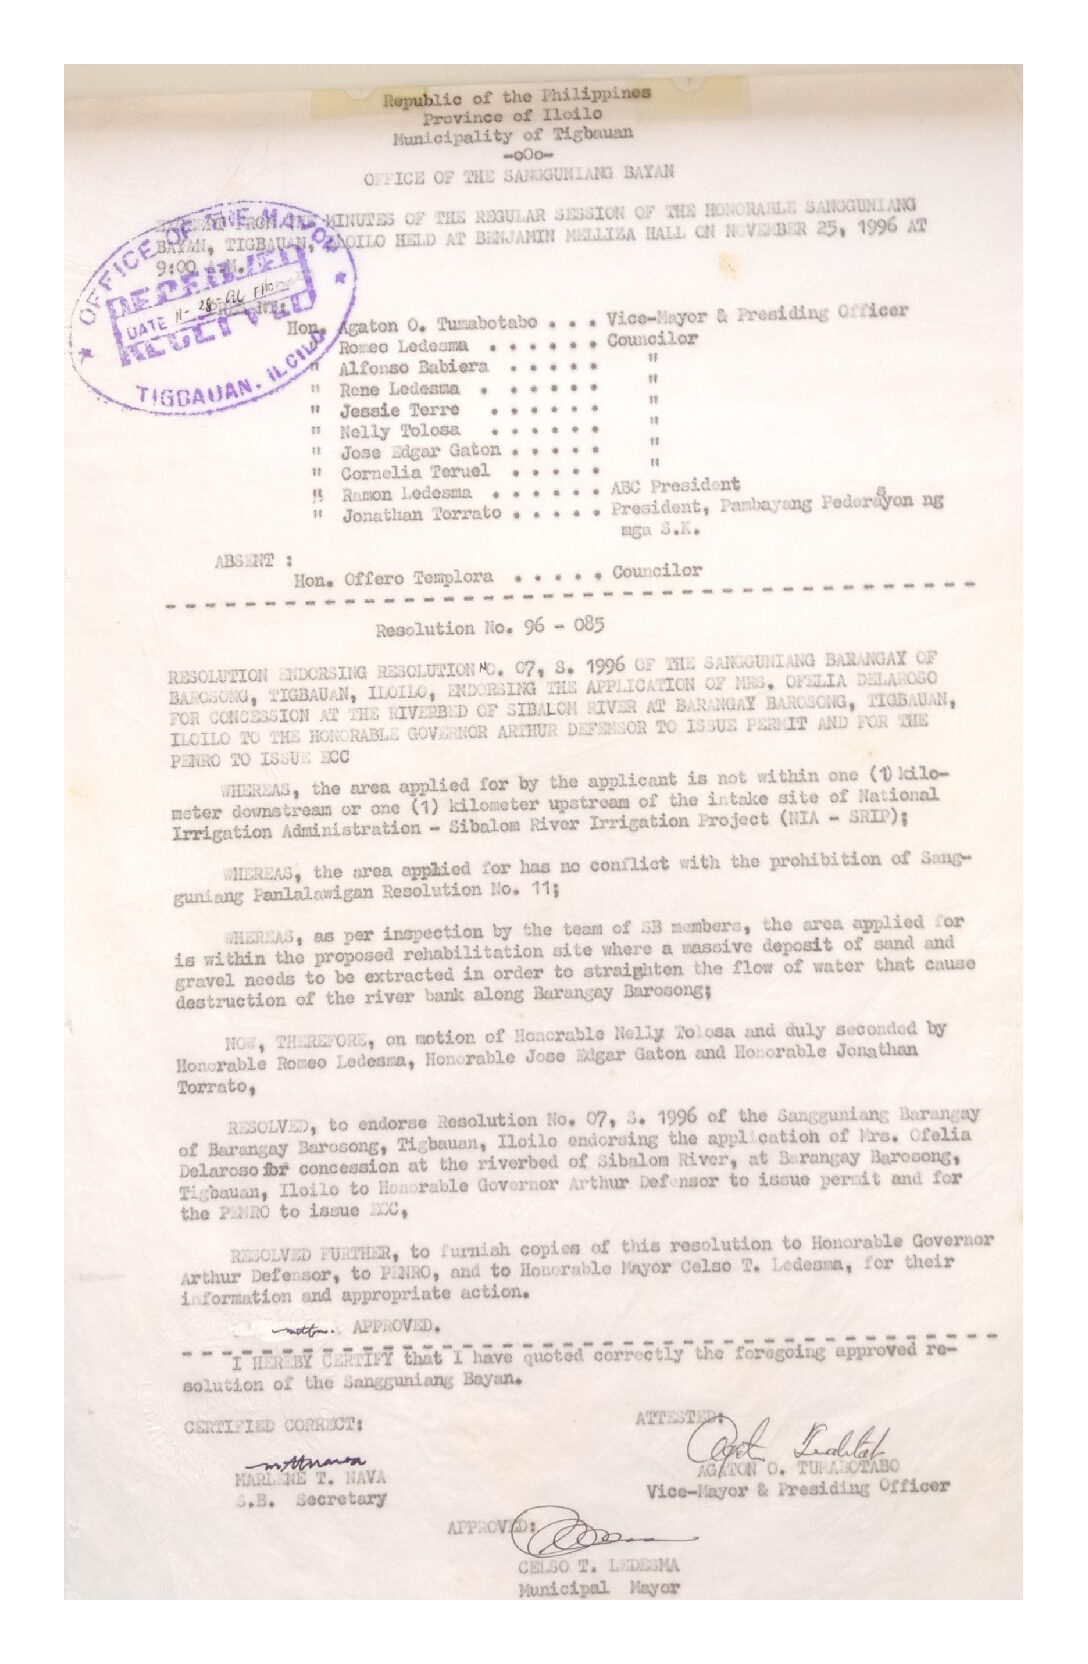 Republic of the Philippines
Province of Iloilo
Municipality of Tigbauan
-oOo-
OFFICE OF THE SANGGUNIANG BAYAN
EXCERPT FROM THE MINUTES OF THE REGULAR SESSION OF THE HONORABLE SANGGUNIANG
BAYAN, TIGBAUAN, ILOILO HELD AT BENJAMIN MELLIZA HALL ON NOVEMBER 25, 1996 AT
9:00 A.M.
OFFICE OF THE MAYOR
RECEIVED
DATE 11-28-96
RECEIVED
TIGBAUAN, ILOILO
Hon. Agaton O. Tumabotabo . . . Vice-Mayor & Presiding Officer
" Romeo Ledesma . . . . . . Councilor
" Alfonso Babiera . . . . . "
" Rene Ledesma . . . . . . "
" Jessie Terre . . . . . . "
" Nelly Tolosa . . . . . . "
" Jose Edgar Gaton . . . . . "
" Cornelia Teruel . . . . . "
" Ramon Ledesma . . . . . . ABC President
" Jonathan Torrato . . . . . President, Pambayang Pederasyon ng
mga S.K.
ABSENT :
Hon. Offero Templora . . . . . Councilor
Resolution No. 96 - 085
RESOLUTION ENDORSING RESOLUTION NO. 07, S. 1996 OF THE SANGGUNIANG BARANGAY OF
BAROSONG, TIGBAUAN, ILOILO, ENDORSING THE APPLICATION OF MRS. OFELIA DELAROSO
FOR CONCESSION AT THE RIVERBED OF SIBALOM RIVER AT BARANGAY BAROSONG, TIGBAUAN,
ILOILO TO THE HONORABLE GOVERNOR ARTHUR DEFENSOR TO ISSUE PERMIT AND FOR THE
PENRO TO ISSUE ECC
WHEREAS, the area applied for by the applicant is not within one (1) kilo-
meter downstream or one (1) kilometer upstream of the intake site of National
Irrigation Administration - Sibalom River Irrigation Project (NIA - SRIP);
WHEREAS, the area applied for has no conflict with the prohibition of Sang-
guniang Panlalawigan Resolution No. 11;
WHEREAS, as per inspection by the team of SB members, the area applied for
is within the proposed rehabilitation site where a massive deposit of sand and
gravel needs to be extracted in order to straighten the flow of water that cause
destruction of the river bank along Barangay Barosong;
NOW, THEREFORE, on motion of Honorable Nelly Tolosa and duly seconded by
Honorable Romeo Ledesma, Honorable Jose Edgar Gaton and Honorable Jonathan
Torrato,
RESOLVED, to endorse Resolution No. 07, S. 1996 of the Sangguniang Barangay
of Barangay Barosong, Tigbauan, Iloilo endorsing the application of Mrs. Ofelia
Delaroso for concession at the riverbed of Sibalom River, at Barangay Barosong,
Tigbauan, Iloilo to Honorable Governor Arthur Defensor to issue permit and for
the PENRO to issue ECC,
RESOLVED FURTHER, to furnish copies of this resolution to Honorable Governor
Arthur Defensor, to PENRO, and to Honorable Mayor Celso T. Ledesma, for their
information and appropriate action.
APPROVED.
I HEREBY CERTIFY that I have quoted correctly the foregoing approved re-
solution of the Sangguniang Bayan.
CERTIFIED CORRECT:
ATTESTED:
MARLENE T. NAVA
S.B. Secretary
AGATON O. TUMABOTABO
Vice-Mayor & Presiding Officer
APPROVED:
CELSO T. LEDESMA
Municipal Mayor